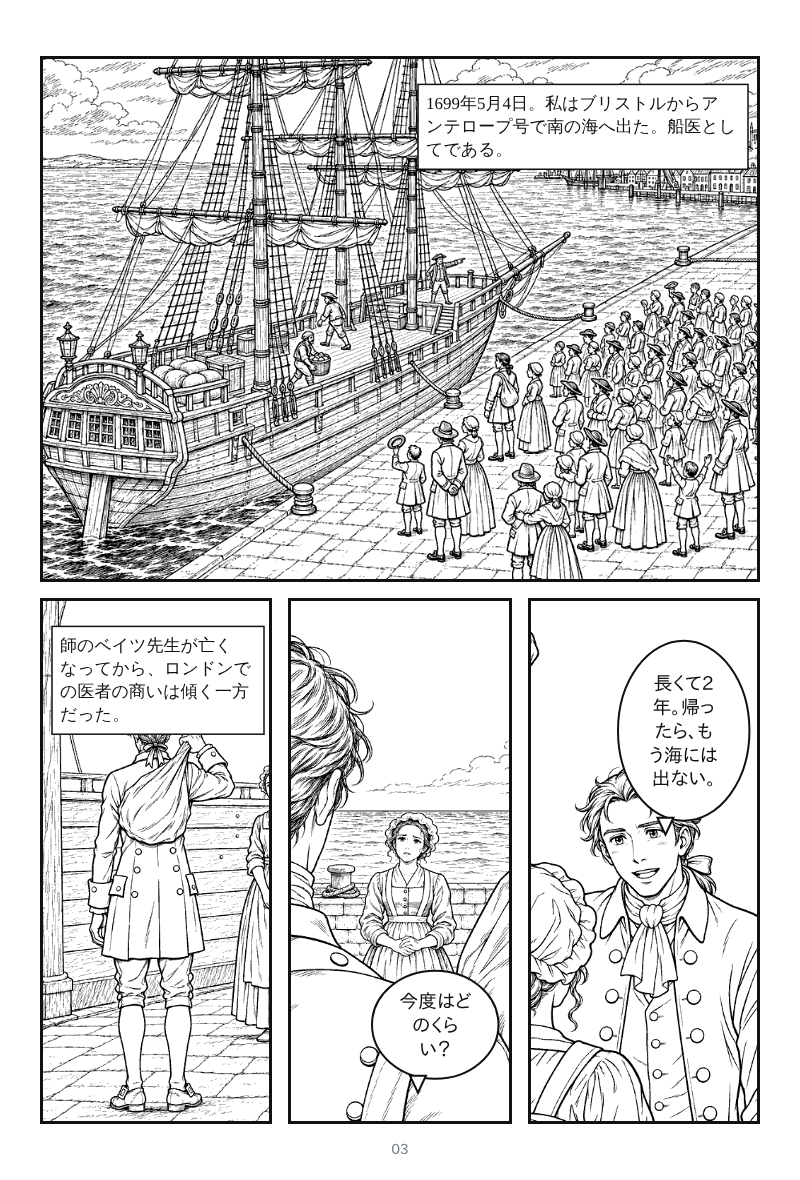 1699年5月4日。私はブリストルからア
ンテロープ号で南の海へ出た。船医とし
てである。
師のベイツ先生が亡く
なってから、ロンドンで
の医者の商いは傾く一方
だった。
今度はど
のくら
い?
長くて2
年。帰っ
たら、も
う海には
出ない。
03